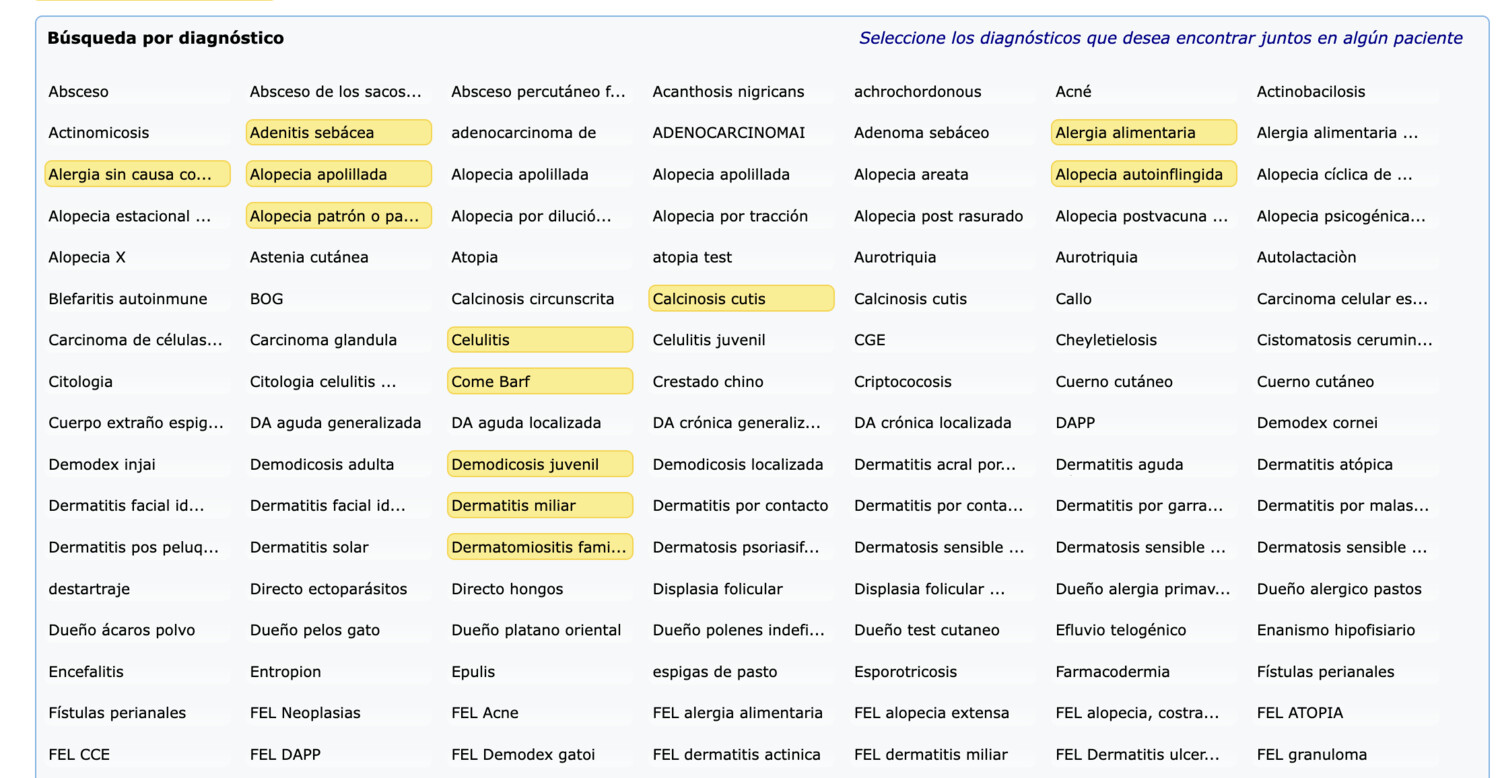 Búsqueda por diagnóstico Seleccione los diagnósticos que desea encontrar juntos en algún paciente
Absceso Absceso de los sacos... Absceso percutáneo f... Acanthosis nigricans achrochordonous Acné Actinobacilosis
Actinomicosis Adenitis sebácea adenocarcinoma de ADENOCARCINOMAI Adenoma sebáceo Alergia alimentaria Alergia alimentaria ...
Alergia sin causa co... Alopecia apolillada Alopecia apolillada Alopecia apolillada Alopecia areata Alopecia autoinflingida Alopecia cíclica de ...
Alopecia estacional ... Alopecia patrón o pa... Alopecia por dilució... Alopecia por tracción Alopecia post rasurado Alopecia postvacuna ... Alopecia psicogénica...
Alopecia X Astenia cutánea Atopia atopia test Aurotriquia Aurotriquia Autolactaciòn
Blefaritis autoinmune BOG Calcinosis circunscrita Calcinosis cutis Calcinosis cutis Callo Carcinoma celular es...
Carcinoma de células... Carcinoma glandula Celulitis Celulitis juvenil CGE Cheyletielosis Cistomatosis cerumin...
Citologia Citologia celulitis ... Come Barf Crestado chino Criptococosis Cuerno cutáneo Cuerno cutáneo
Cuerpo extraño espig... DA aguda generalizada DA aguda localizada DA crónica generaliz... DA crónica localizada DAPP Demodex cornei
Demodex injai Demodicosis adulta Demodicosis juvenil Demodicosis localizada Dermatitis acral por... Dermatitis aguda Dermatitis atópica
Dermatitis facial id... Dermatitis facial id... Dermatitis miliar Dermatitis por contacto Dermatitis por conta... Dermatitis por garra... Dermatitis por malas...
Dermatitis pos peluq... Dermatitis solar Dermatomiositis fami... Dermatosis psoriasif... Dermatosis sensible ... Dermatosis sensible ... Dermatosis sensible ...
destartraje Directo ectoparásitos Directo hongos Displasia folicular Displasia folicular ... Dueño alergia primav... Dueño alergico pastos
Dueño ácaros polvo Dueño pelos gato Dueño platano oriental Dueño polenes indefi... Dueño test cutaneo Efluvio telogénico Enanismo hipofisiario
Encefalitis Entropion Epulis espigas de pasto Esporotricosis Farmacodermia Fístulas perianales
Fístulas perianales FEL Neoplasias FEL Acne FEL alergia alimentaria FEL alopecia extensa FEL alopecia, costra... FEL ATOPIA
FEL CCE FEL DAPP FEL Demodex gatoi FEL dermatitis actinica FEL dermatitis miliar FEL Dermatitis ulcer... FEL granuloma